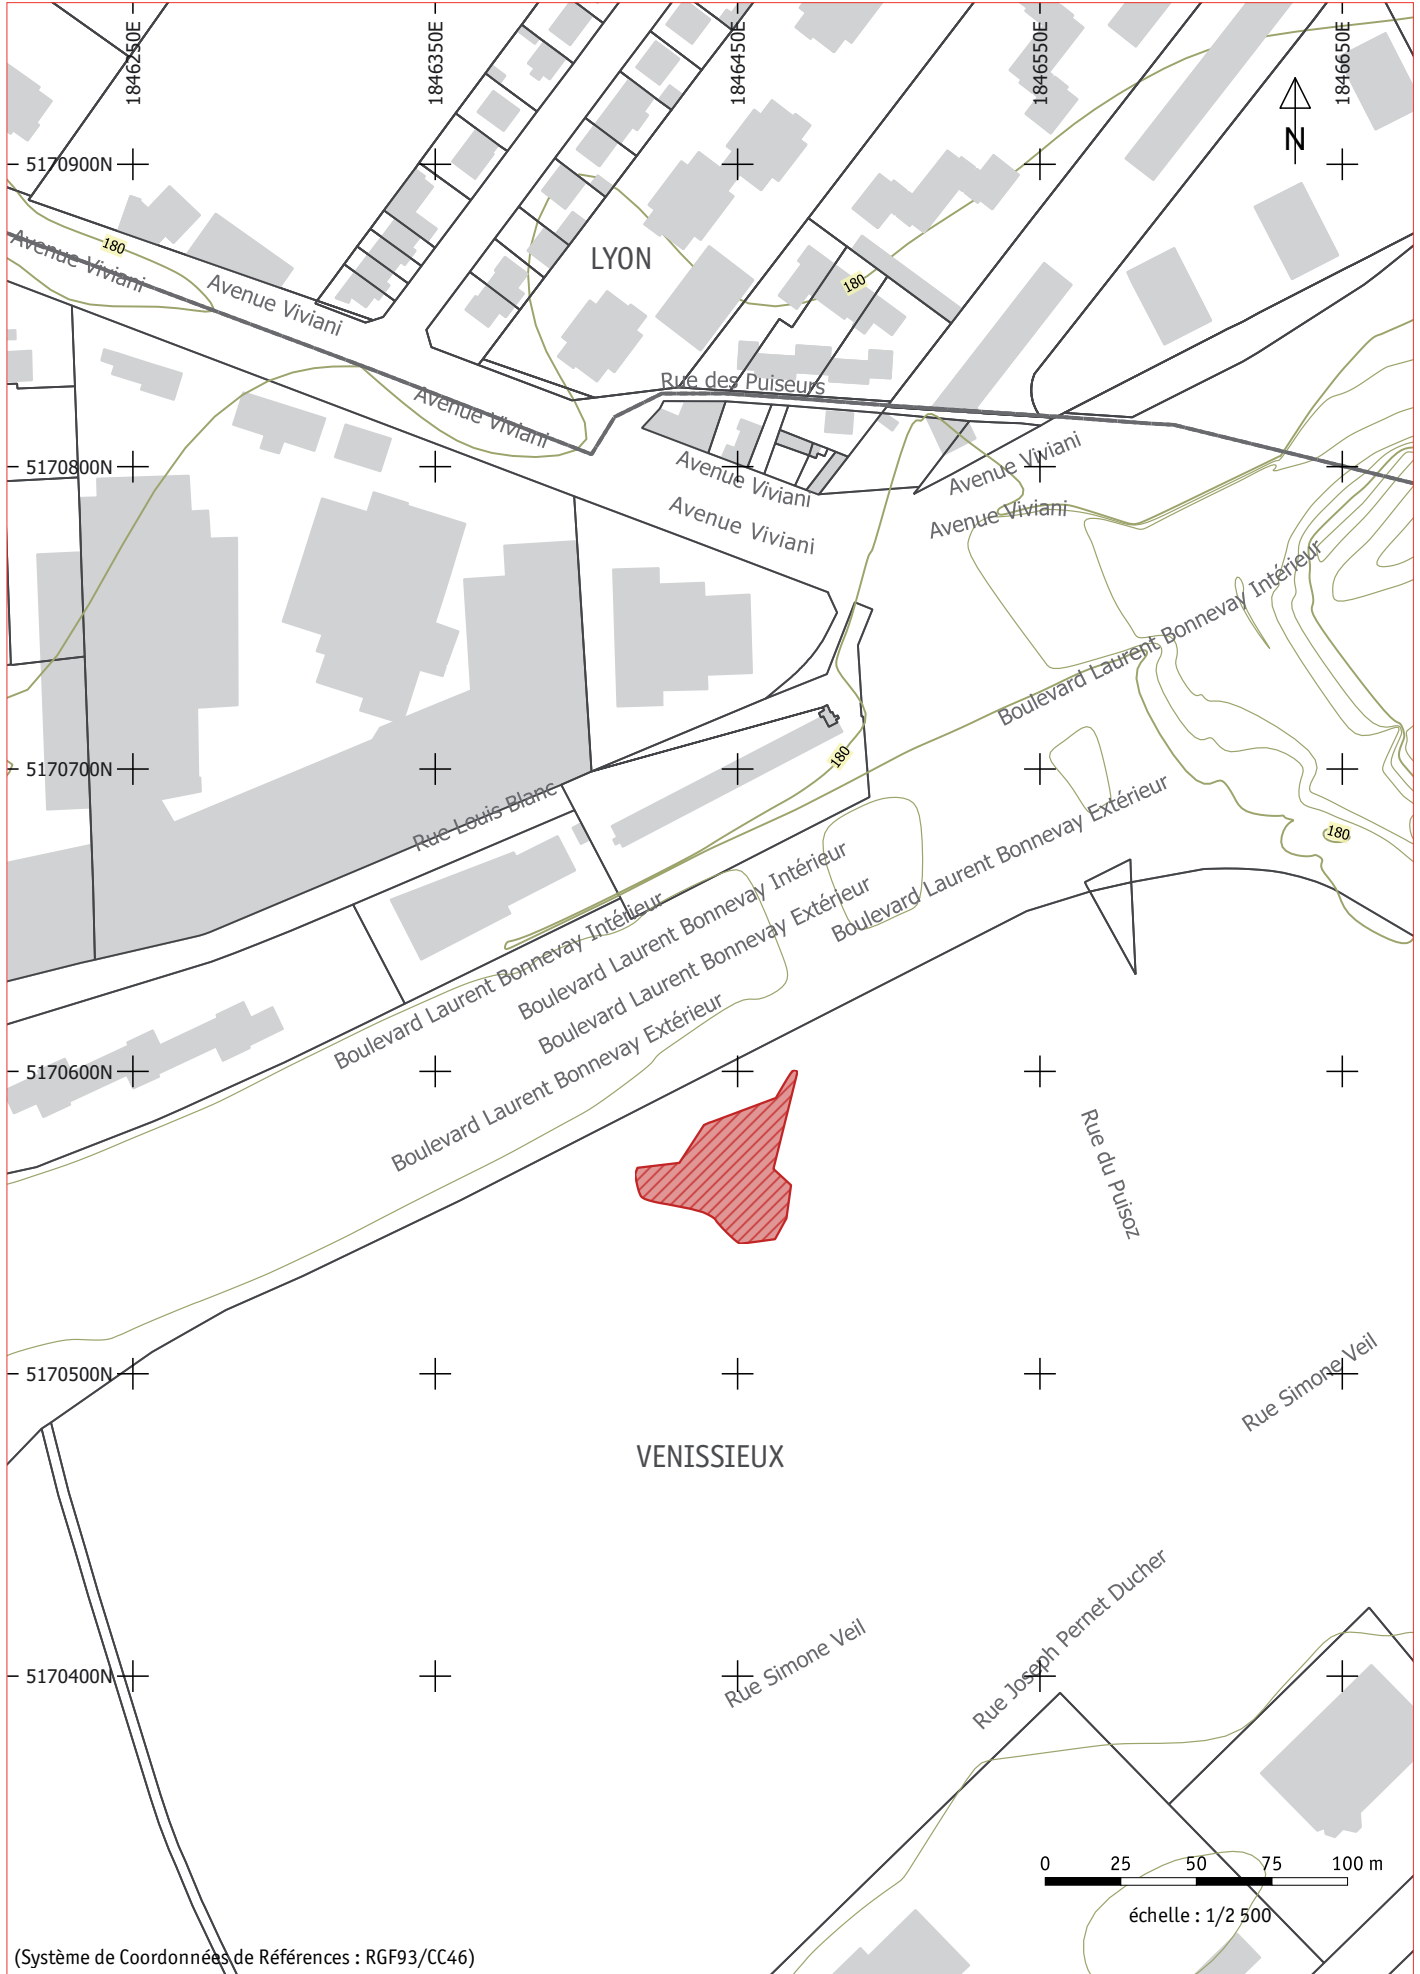 1846250E
1846350E
1846450E
1846550E
1846650E
N
5170900N
Avenue Viviani
180
Avenue Viviani
LYON
180
Rue des Puiseurs
Avenue Viviani
Avenue Viviani
Avenue Viviani
5170800N
Avenue Viviani
Avenue Viviani
Boulevard Laurent Bonnevay Intérieur
180
5170700N
Rue Louis Blanc
180
Boulevard Laurent Bonnevay Extérieur
Boulevard Laurent Bonnevay Intérieur
Boulevard Laurent Bonnevay Intérieur
Boulevard Laurent Bonnevay Extérieur
Boulevard Laurent Bonnevay Extérieur
5170600N
Rue du Puisoz
5170500N
Rue Simone Veil
VENISSIEUX
Rue Simone Veil
Rue Joseph Pernet Ducher
5170400N
0 25 50 75 100 m
échelle : 1/2 500
(Système de Coordonnées de Références : RGF93/CC46)